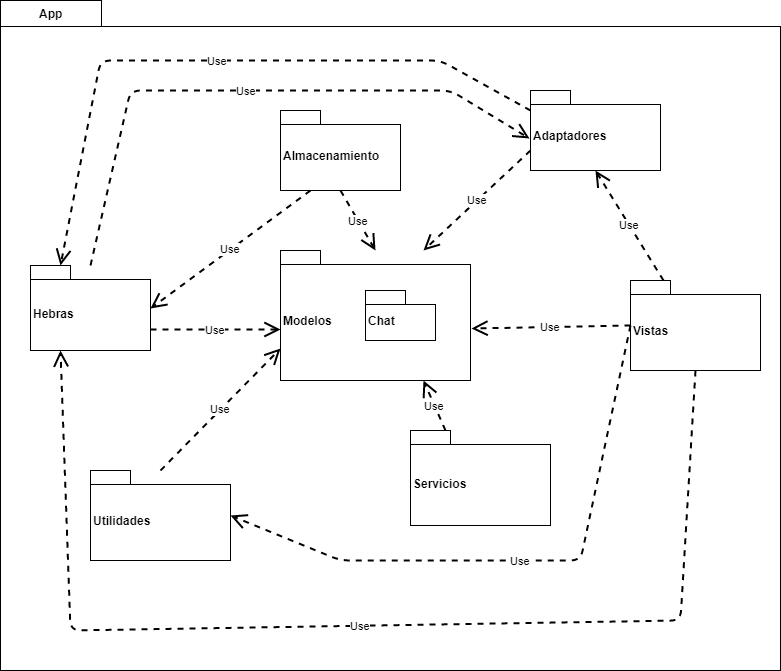 App
Use
Use
Adaptadores
Almacenamiento
Use
Use
Use
Use
Hebras
Modelos
Chat
Use
Use
Vistas
Use
Use
Servicios
Utilidades
Use
Use